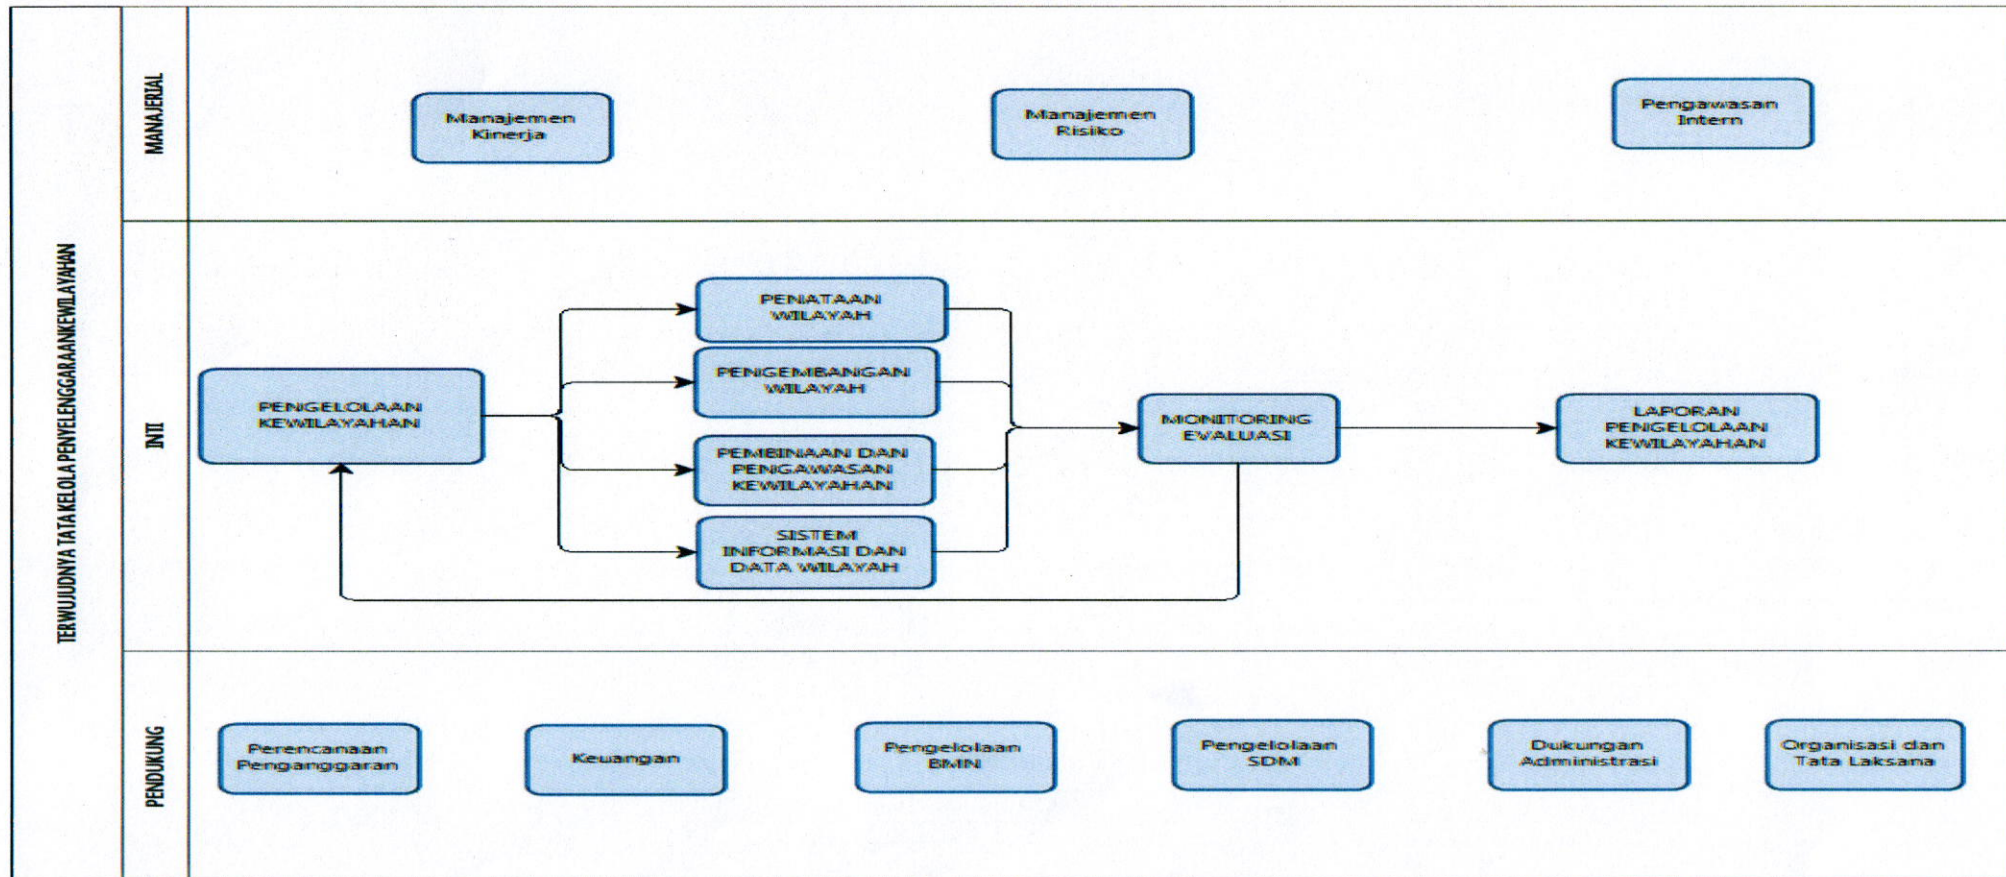 TERWUJUDNYA TATA KELOLA PENYELENGGARAANKEWILAYAHAN
MANAJERIAL
Manajemen
Kinerja
Manajemen
Risiko
Pengawasan
Intern
INTI
PENGELOLAAN
KEWILAYAHAN
PENATAAN
WILAYAH
PENGEMBANGAN
WILAYAH
PEMBINAAN DAN
PENGAWASAN
KEWILAYAHAN
SISTEM
INFORMASI DAN
DATA WILAYAH
MONITORING
EVALUASI
LAPORAN
PENGELOLAAN
KEWILAYAHAN
PENDUKUNG
Perencanaan
Penganggaran
Keuangan
Pengelolaan
BMN
Pengelolaan
SDM
Dukungan
Administrasi
Organisasi dan
Tata Laksana